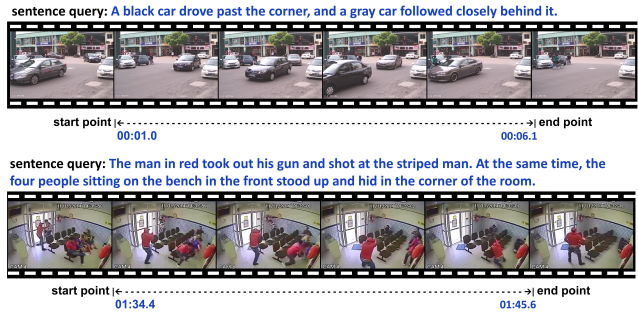 sentence query: A black car drove past the corner, and a gray car followed closely behind it.
start point
end point
00:01.0
00:06.1
sentence query: The man in red took out his gun and shot at the striped man. At the same time, the
four people sitting on the bench in the front stood up and hid in the corner of the room.
start point
end point
01:34.4
01:45.6